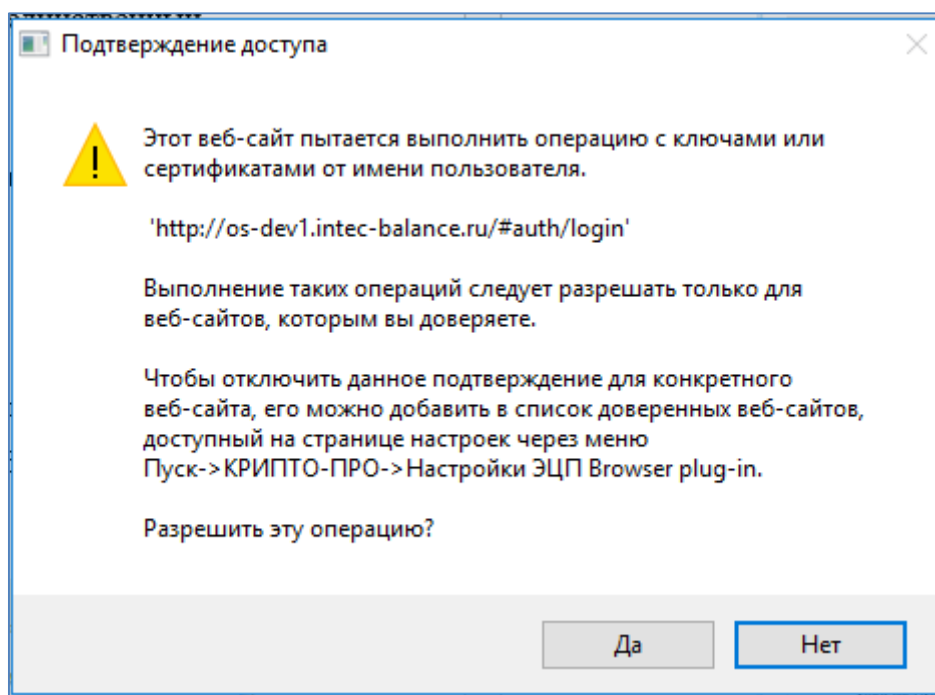 Подтверждение доступа
Этот веб-сайт пытается выполнить операцию с ключами или
сертификатами от имени пользователя.
'http://os-dev1.intec-balance.ru/#auth/login'
Выполнение таких операций следует разрешать только для
веб-сайтов, которым вы доверяете.
Чтобы отключить данное подтверждение для конкретного
веб-сайта, его можно добавить в список доверенных веб-сайтов,
доступный на странице настроек через меню
Пуск->КРИПТО-ПРО->Настройки ЭЦП Browser plug-in.
Разрешить эту операцию?
Да
Нет